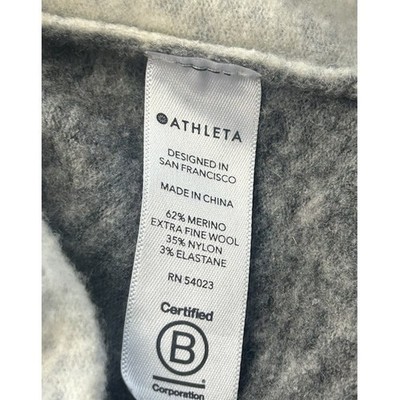 ATHLETA
DESIGNED IN
SAN FRANCISCO
MADE IN CHINA
62% MERINO
EXTRA FINE WOOL
35% NYLON
3% ELASTANE
RN 54023
Certified
B
Corporation